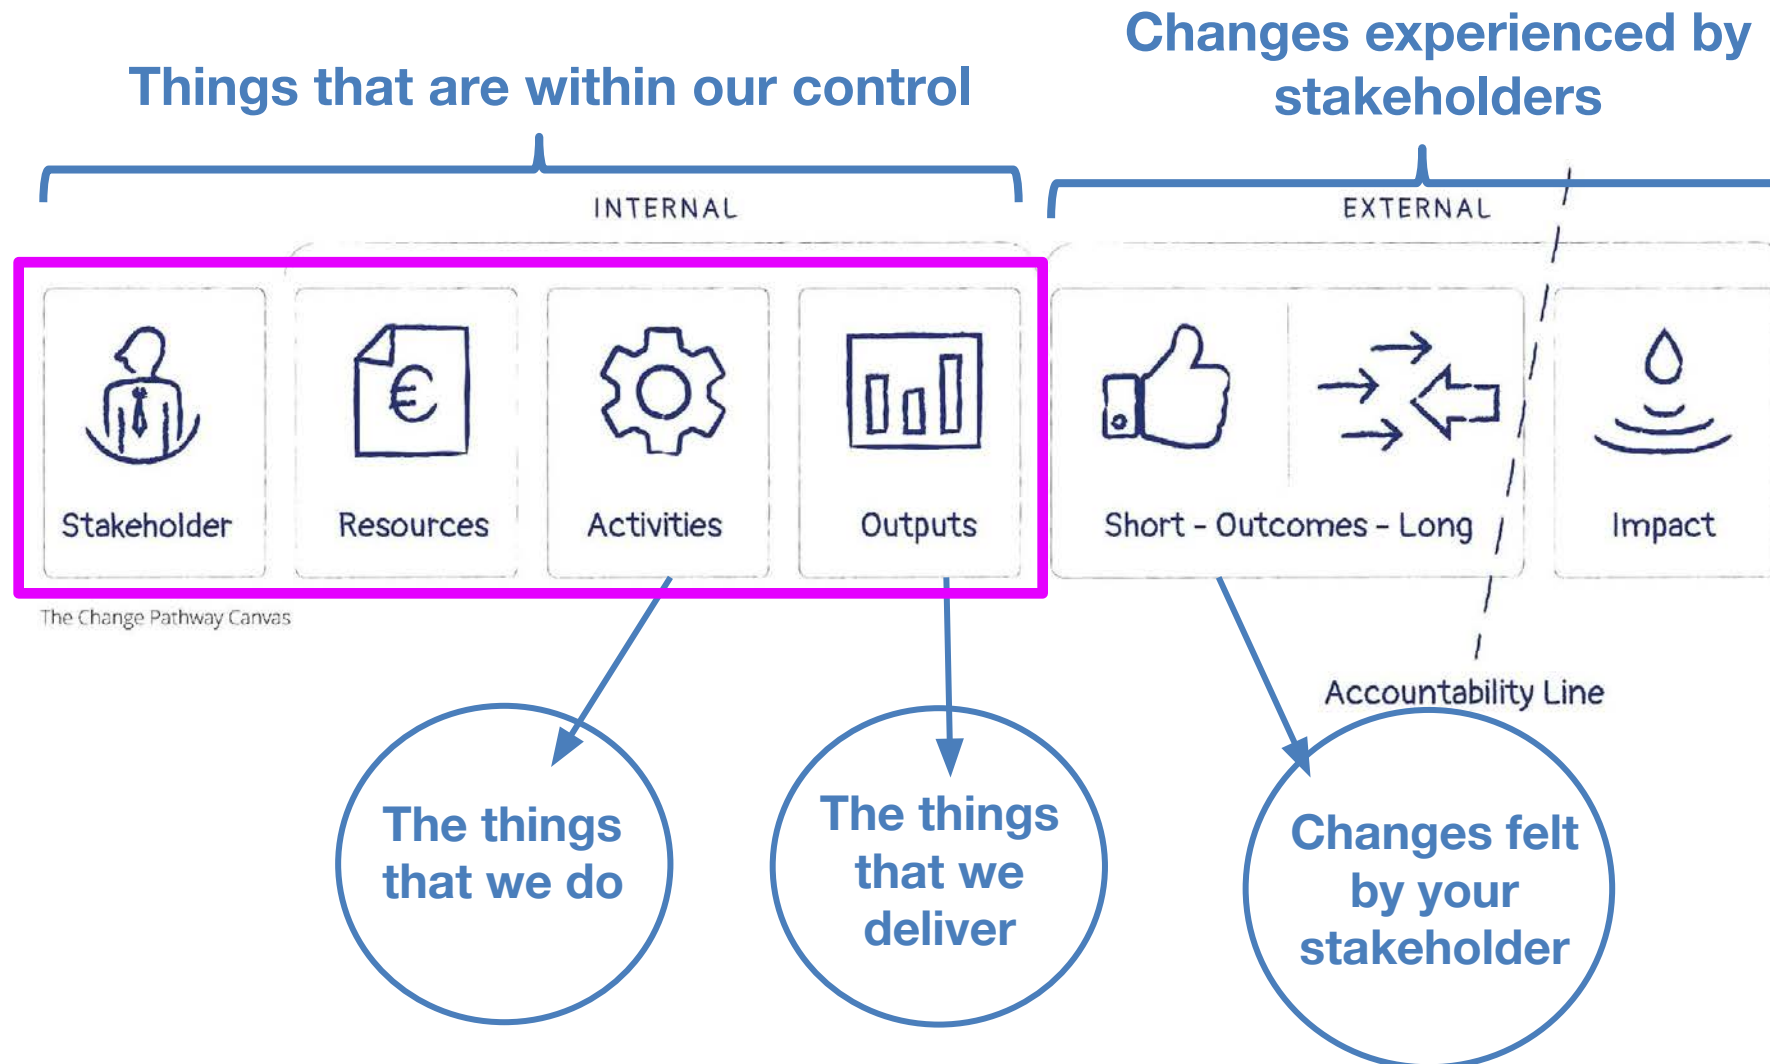 Changes experienced by
stakeholders
Things that are within our control
INTERNAL
EXTERNAL
€
Stakeholder
Resources
Activities
Outputs
Short - Outcomes - Long
Impact
The Change Pathway Canvas
Accountability Line
The things
that we do
The things
that we
deliver
Changes felt
by your
stakeholder